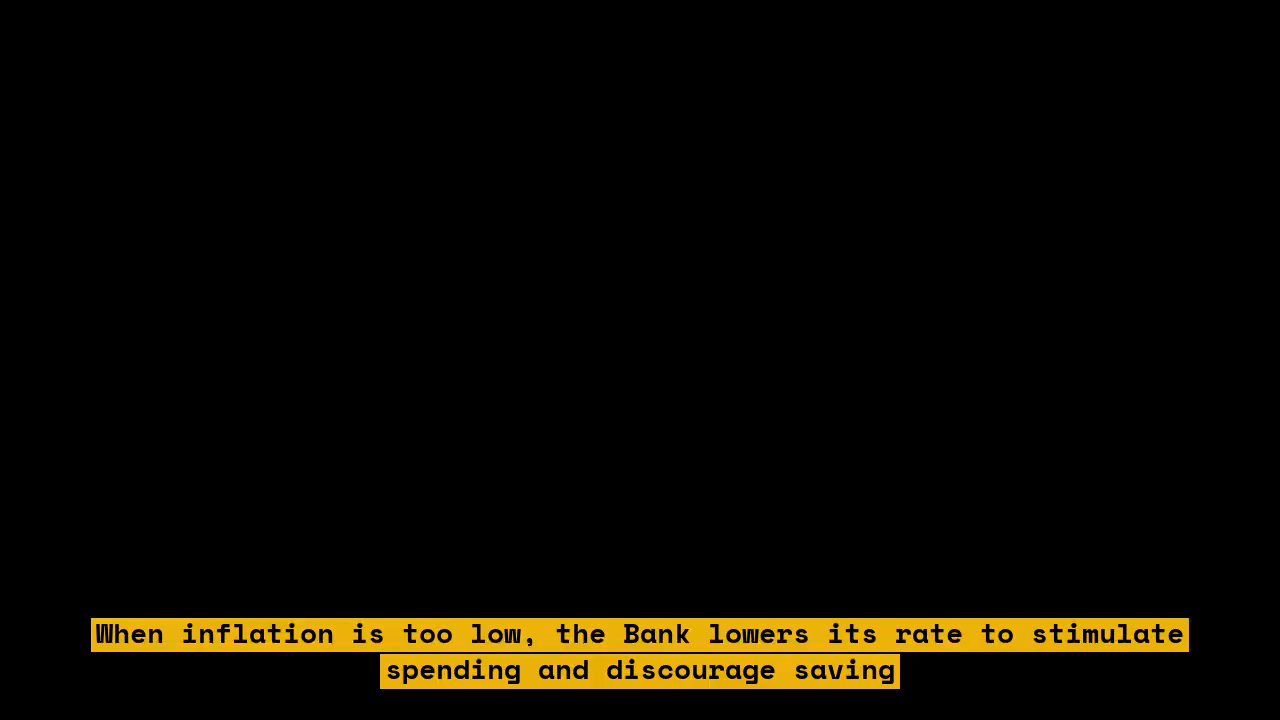 When inflation is too low, the Bank lowers its rate to stimulate
spending and discourage saving